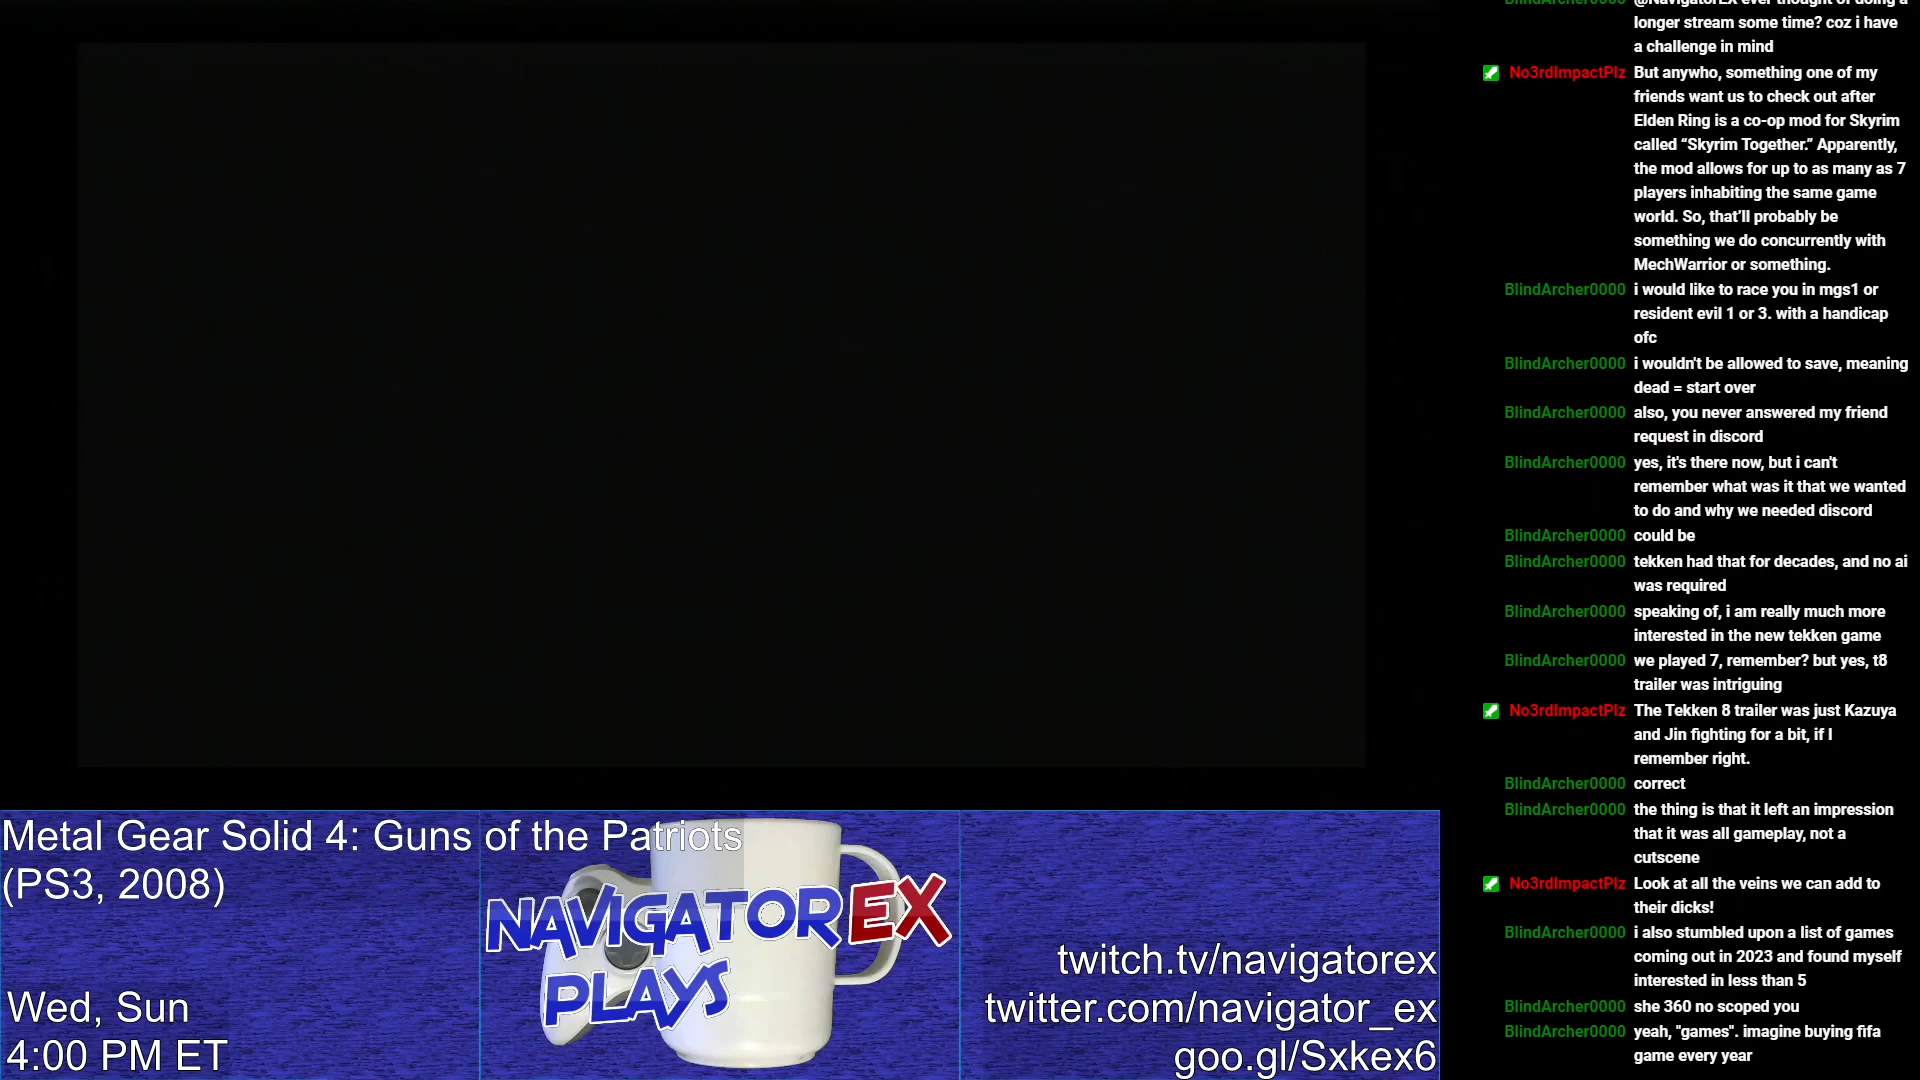 BlindArcher0000 @NavigatorEX ever thought of doing a
longer stream some time? coz i have
a challenge in mind
No3rdImpactPlz But anywho, something one of my
friends want us to check out after
Elden Ring is a co-op mod for Skyrim
called “Skyrim Together.” Apparently,
the mod allows for up to as many as 7
players inhabiting the same game
world. So, that’ll probably be
something we do concurrently with
MechWarrior or something.
BlindArcher0000 i would like to race you in mgs1 or
resident evil 1 or 3. with a handicap
ofc
BlindArcher0000 i wouldn't be allowed to save, meaning
dead = start over
BlindArcher0000 also, you never answered my friend
request in discord
BlindArcher0000 yes, it's there now, but i can't
remember what was it that we wanted
to do and why we needed discord
BlindArcher0000 could be
BlindArcher0000 tekken had that for decades, and no ai
was required
BlindArcher0000 speaking of, i am really much more
interested in the new tekken game
BlindArcher0000 we played 7, remember? but yes, t8
trailer was intriguing
No3rdImpactPlz The Tekken 8 trailer was just Kazuya
and Jin fighting for a bit, if I
remember right.
BlindArcher0000 correct
BlindArcher0000 the thing is that it left an impression
that it was all gameplay, not a
cutscene
No3rdImpactPlz Look at all the veins we can add to
their dicks!
BlindArcher0000 i also stumbled upon a list of games
coming out in 2023 and found myself
interested in less than 5
BlindArcher0000 she 360 no scoped you
BlindArcher0000 yeah, "games". imagine buying fifa
game every year
Metal Gear Solid 4: Guns of the Patriots
(PS3, 2008)
Wed, Sun
4:00 PM ET
NAVIGATOREX
PLAYS
twitch.tv/navigatorex
twitter.com/navigator_ex
goo.gl/Sxkex6